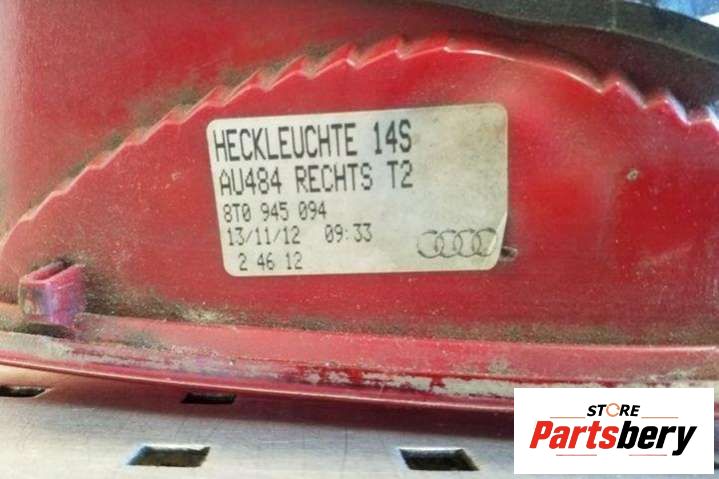 HECKLEUCHTE 14S
AU484 RECHTS T2
8T0 945 094
13/11/12 09:33
2 46 12
STORE
Partsbery